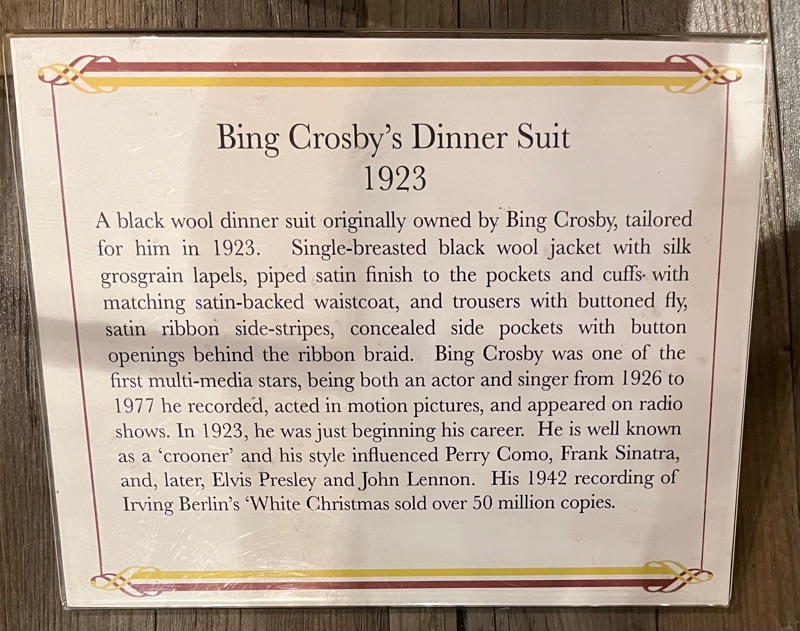 Bing Crosby's Dinner Suit
1923
A black wool dinner suit originally owned by Bing Crosby, tailored
for him in 1923. Single-breasted black wool jacket with silk
grosgrain lapels, piped satin finish to the pockets and cuffs- with
matching satin-backed waistcoat, and trousers with buttoned fly,
satin ribbon side-stripes, concealed side pockets with button
openings behind the ribbon braid. Bing Crosby was one of the
first multi-media stars, being both an actor and singer from 1926 to
1977 he recorded, acted in motion pictures, and appeared on radio
shows. In 1923, he was just beginning his career. He is well known
as a 'crooner' and his style influenced Perry Como, Frank Sinatra,
and, later, Elvis Presley and John Lennon. His 1942 recording of
Irving Berlin's 'White Christmas sold over 50 million copies.